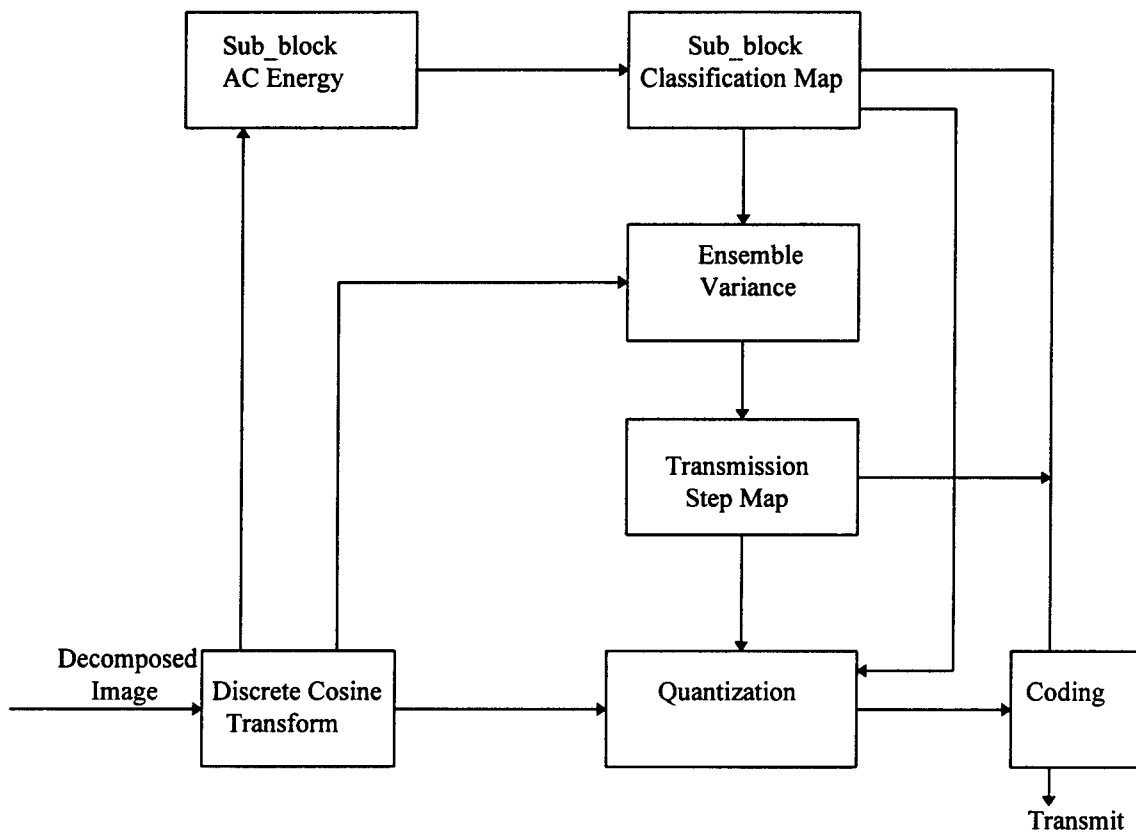 Sub_block
AC Energy
Sub_block
Classification Map
Ensemble
Variance
Transmission
Step Map
Decomposed
Image
Discrete Cosine
Transform
Quantization
Coding
Transmit